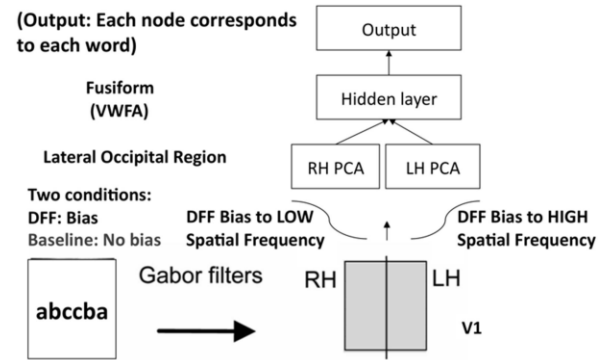 (Output: Each node corresponds
to each word)
Output
Fusiform
(VWFA)
Hidden layer
Lateral Occipital Region
RH PCA
LH PCA
Two conditions:
DFF: Bias
Baseline: No bias
DFF Bias to LOW
Spatial Frequency
DFF Bias to HIGH
Spatial Frequency
abccba
Gabor filters
RH
LH
V1